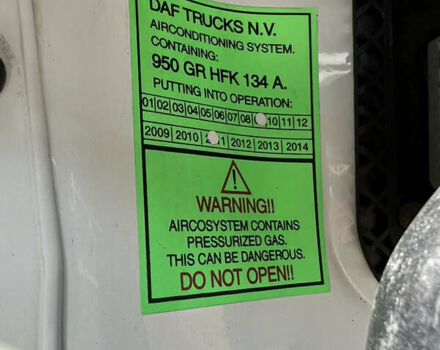 DAF TRUCKS N.V.
AIRCONDITIONING SYSTEM.
CONTAINING:
950 GR HFK 134 A.
PUTTING INTO OPERATION:
01 02 03 04 05 06 07 08 10 11 12
2009 2010 2012 2013 2014
WARNING!!
AIRCOSYSTEM CONTAINS
PRESSURIZED GAS.
THIS CAN BE DANGEROUS.
DO NOT OPEN!!